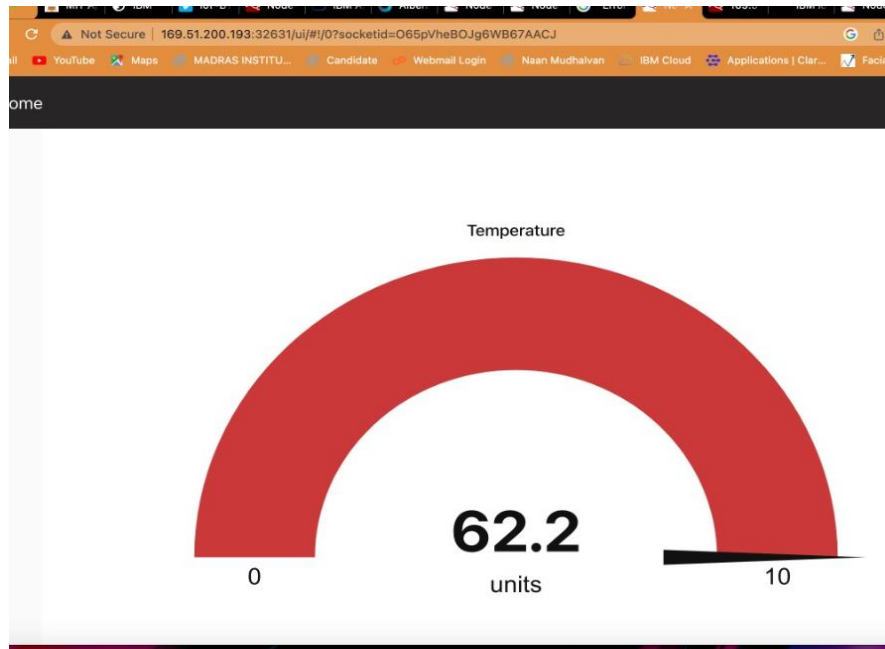 Not Secure | 169.51.200.193:32631/ui/#!/0?socketid=O65pVheBOJg6WB67AACJ
YouTube Maps MADRAS INSTITU... Candidate Webmail Login Naan Mudhalvan IBM Cloud Applications | Clar... Facia
ome
Temperature
62.2
0 units 10